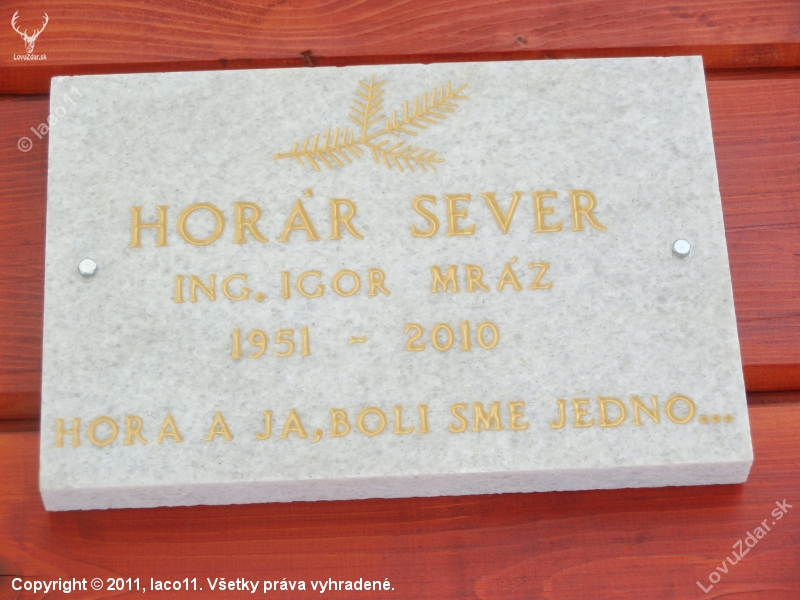 LovuZdar.sk
© laco11
HORÁR SEVER
ING. IGOR MRÁZ
1951 - 2010
HORA A JA, BOLI SME JEDNO...
LovuZdar.sk
Copyright © 2011, laco11. Všetky práva vyhradené.